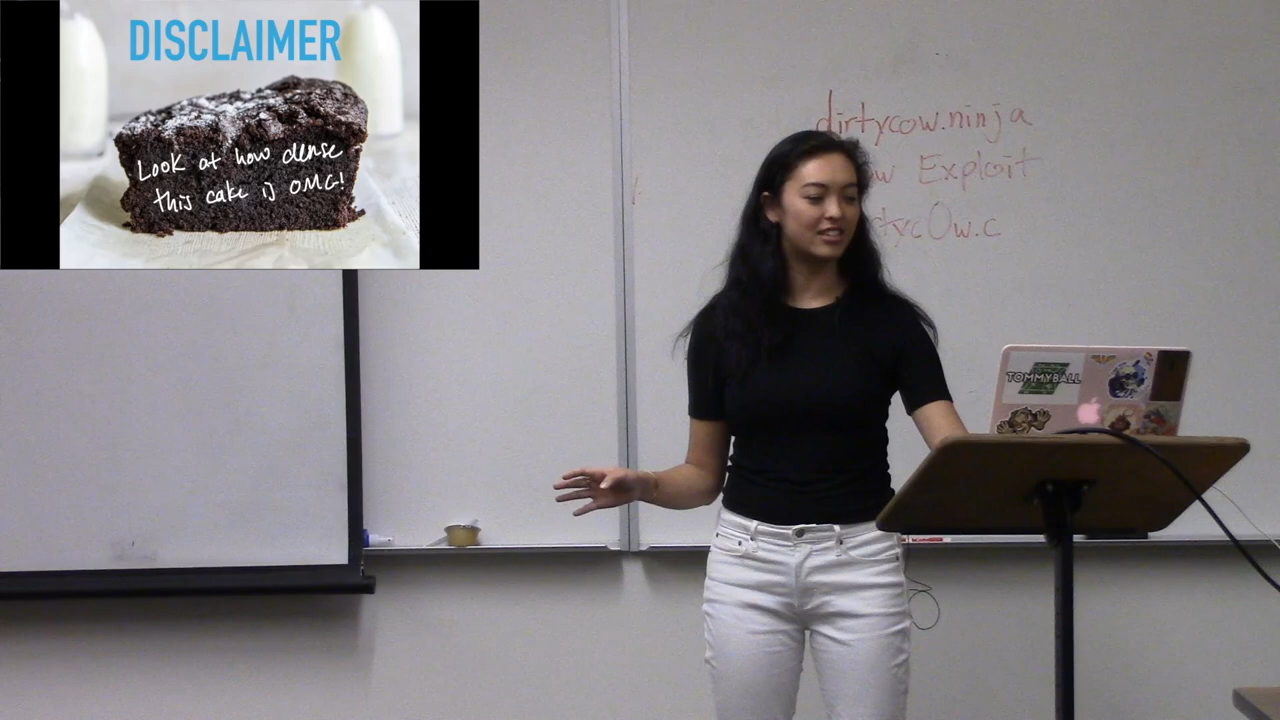 DISCLAIMER
Look at how dense
this cake is OMG!
dirtycow.ninja
Exploit
TOMMYBALL